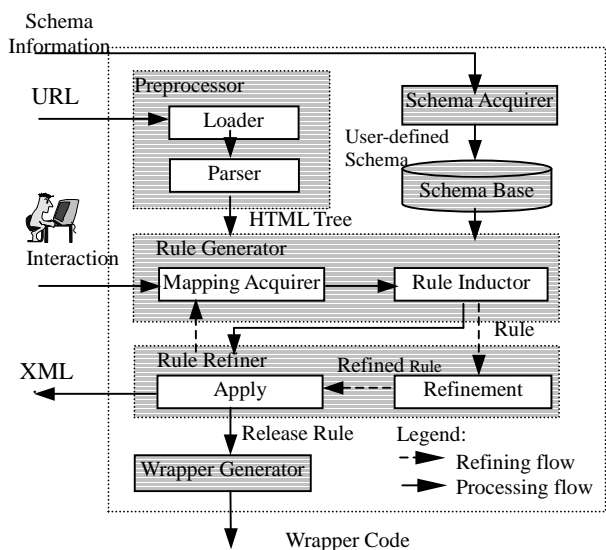 Schema
Information
Preprocessor
URL
Loader
Schema Acquirer
User-defined
Schema
Parser
Schema Base
HTML Tree
Rule Generator
Interaction
Mapping Acquirer
Rule Inductor
Rule
Rule Refiner
Refined Rule
XML
Apply
Refinement
Release Rule
Legend:
Refining flow
Wrapper Generator
Processing flow
Wrapper Code